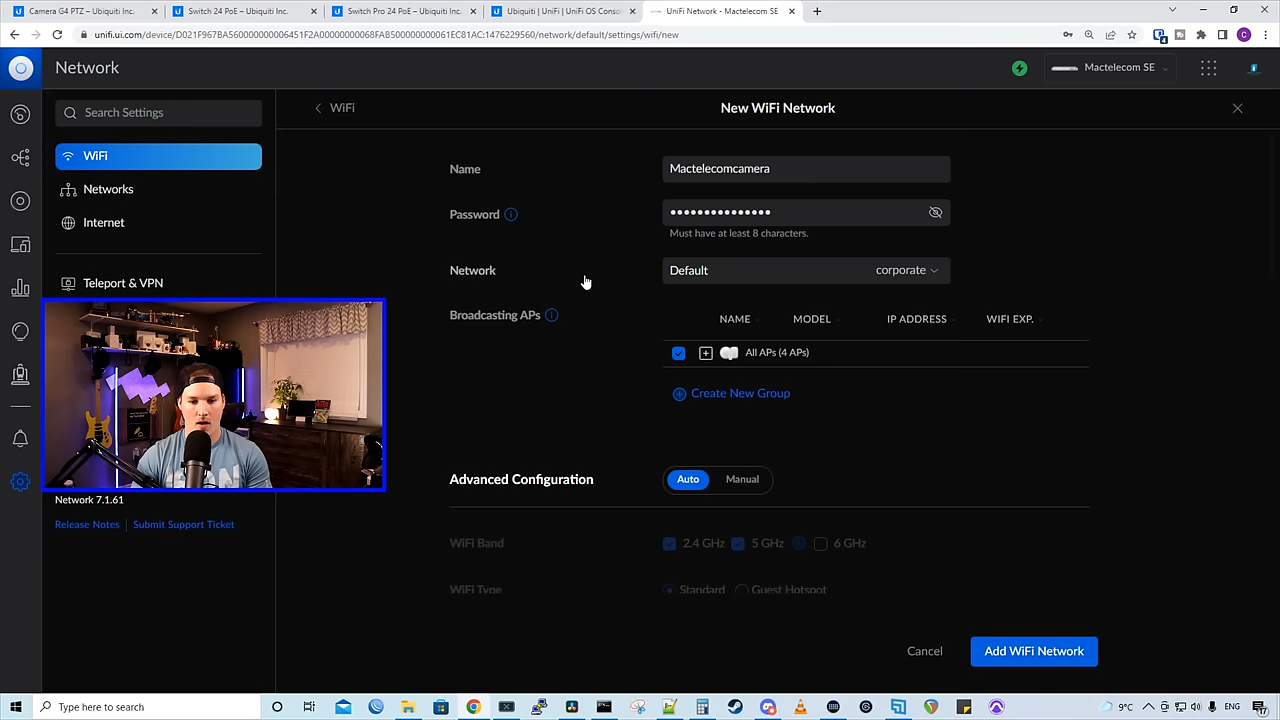 Camera G4 PTZ – Ubiquiti Inc.
Switch 24 PoE – Ubiquiti Inc.
Switch Pro 24 PoE – Ubiquiti Inc.
Ubiquiti | UniFi | UniFi OS Conso
UniFi Network - Mactelecom SE
unifi.ui.com/device/D021F967BA56000000006451F2A00000000068FAB50000000061EC81AC:1476229560/network/default/settings/wifi/new
Network
Mactelecom SE
Search Settings
WiFi
Networks
Internet
Teleport & VPN
Network 7.1.61
Release Notes
Submit Support Ticket
WiFi
New WiFi Network
Name
Mactelecomcamera
Password
•••••••••••••••
Must have at least 8 characters.
Network
Default
corporate
Broadcasting APs
NAME
MODEL
IP ADDRESS
WIFI EXP.
All APs (4 APs)
Create New Group
Advanced Configuration
Auto
Manual
WiFi Band
2.4 GHz
5 GHz
6 GHz
WiFi Type
Standard
Guest Hotspot
Cancel
Add WiFi Network
Type here to search
9°C
ENG